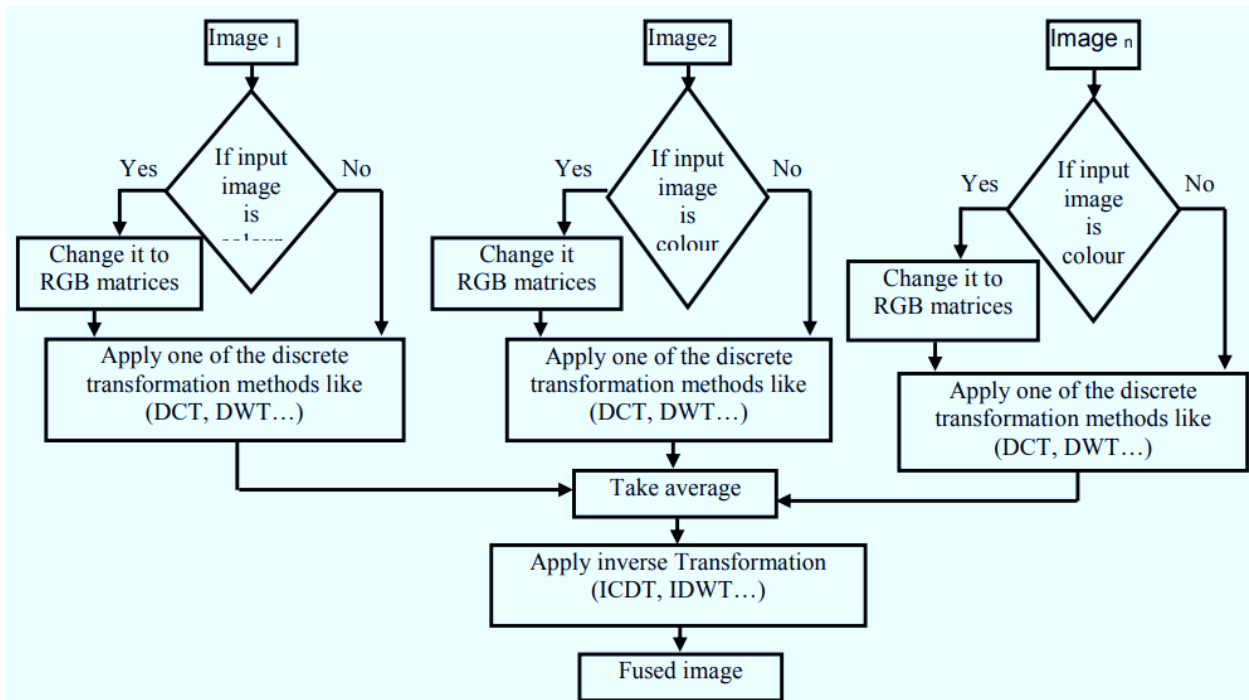 Image 1
Yes
No
If input
image
is
Change it to
RGB matrices
Apply one of the discrete
transformation methods like
(DCT, DWT…)
Image2
Yes
No
If input
image
is
colour
Change it
RGB matrices
Apply one of the discrete
transformation methods like
(DCT, DWT…)
Image n
Yes
No
If input
image
is
colour
Change it to
RGB matrices
Apply one of the discrete
transformation methods like
(DCT, DWT…)
Take average
Apply inverse Transformation
(ICDT, IDWT…)
Fused image